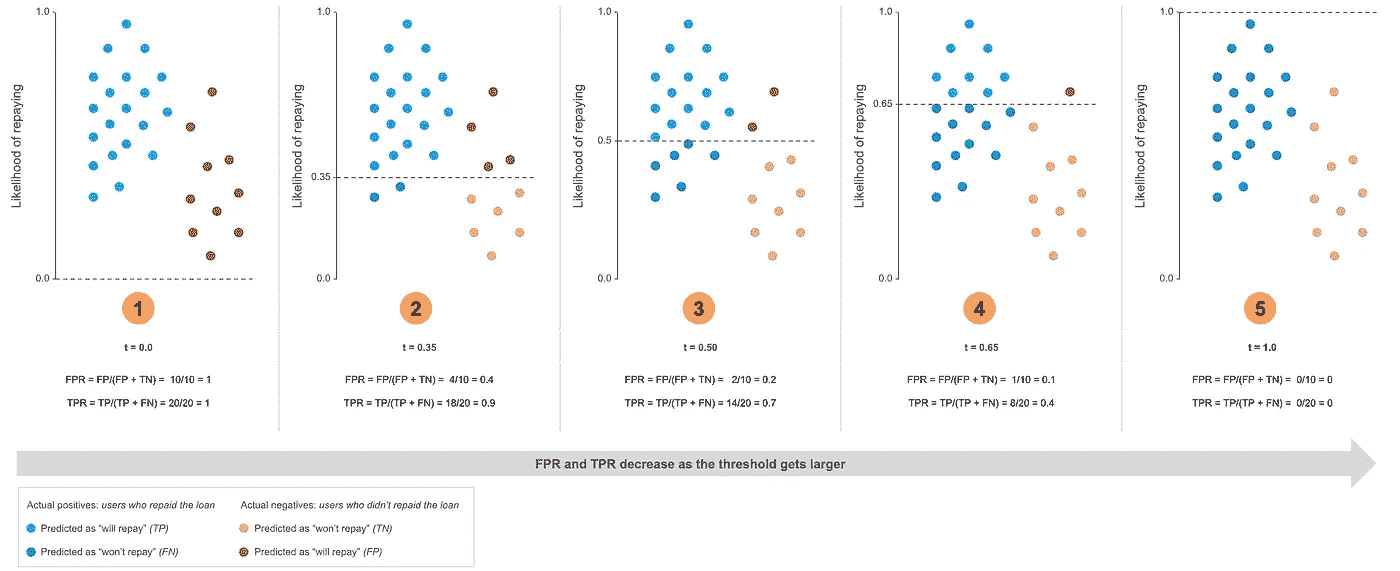 1.0
Likelihood of repaying
0.0
1
t = 0.0
FPR = FP/(FP + TN) = 10/10 = 1
TPR = TP/(TP + FN) = 20/20 = 1
1.0
Likelihood of repaying
0.35
0.0
2
t = 0.35
FPR = FP/(FP + TN) = 4/10 = 0.4
TPR = TP/(TP + FN) = 18/20 = 0.9
1.0
Likelihood of repaying
0.5
0.0
3
t = 0.50
FPR = FP/(FP + TN) = 2/10 = 0.2
TPR = TP/(TP + FN) = 14/20 = 0.7
1.0
Likelihood of repaying
0.65
0.0
4
t = 0.65
FPR = FP/(FP + TN) = 1/10 = 0.1
TPR = TP/(TP + FN) = 8/20 = 0.4
1.0
Likelihood of repaying
0.0
5
t = 1.0
FPR = FP/(FP + TN) = 0/10 = 0
TPR = TP/(TP + FN) = 0/20 = 0
FPR and TPR decrease as the threshold gets larger
Actual positives: users who repaid the loan
Predicted as “will repay” (TP)
Predicted as “won’t repay” (FN)
Actual negatives: users who didn’t repaid the loan
Predicted as “won’t repay” (TN)
Predicted as “will repay” (FP)